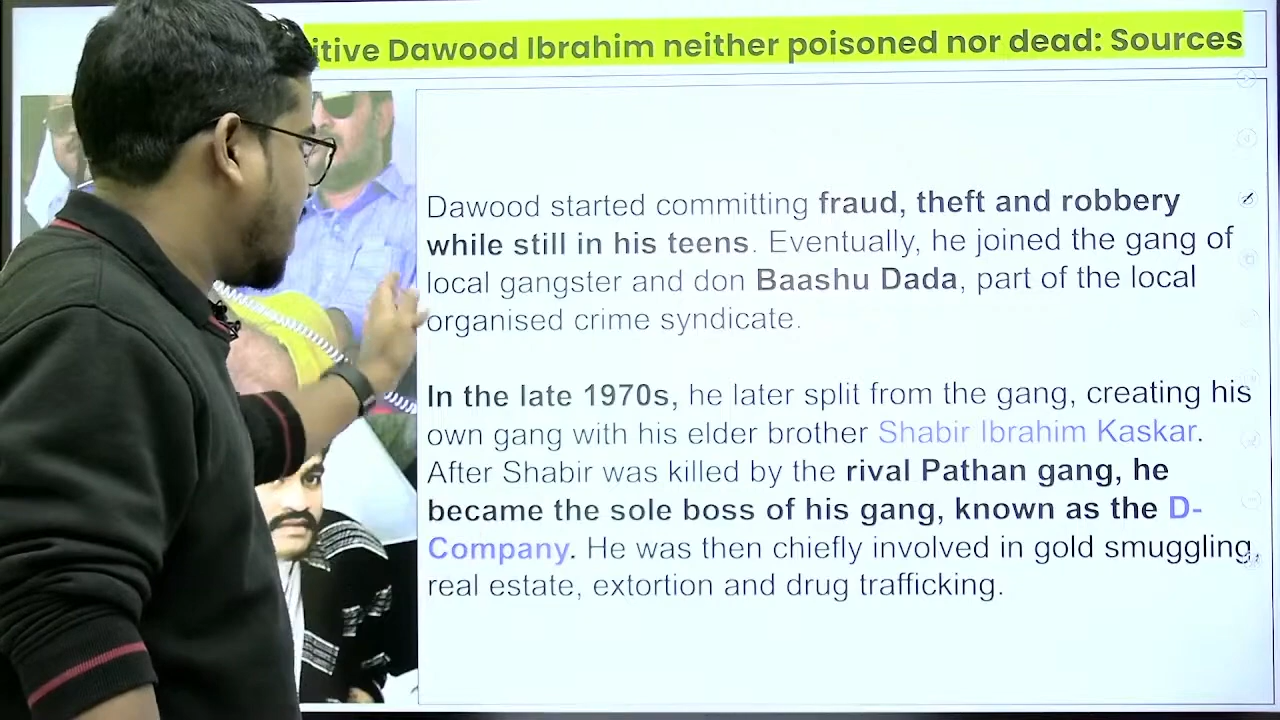 Dawood Ibrahim neither poisoned nor dead: Sources
Dawood started committing fraud, theft and robbery
while still in his teens. Eventually, he joined the gang of
local gangster and don Baashu Dada, part of the local
organised crime syndicate.
In the late 1970s, he later split from the gang, creating his
own gang with his elder brother Shabir Ibrahim Kaskar.
After Shabir was killed by the rival Pathan gang, he
became the sole boss of his gang, known as the D-
Company. He was then chiefly involved in gold smuggling,
real estate, extortion and drug trafficking.